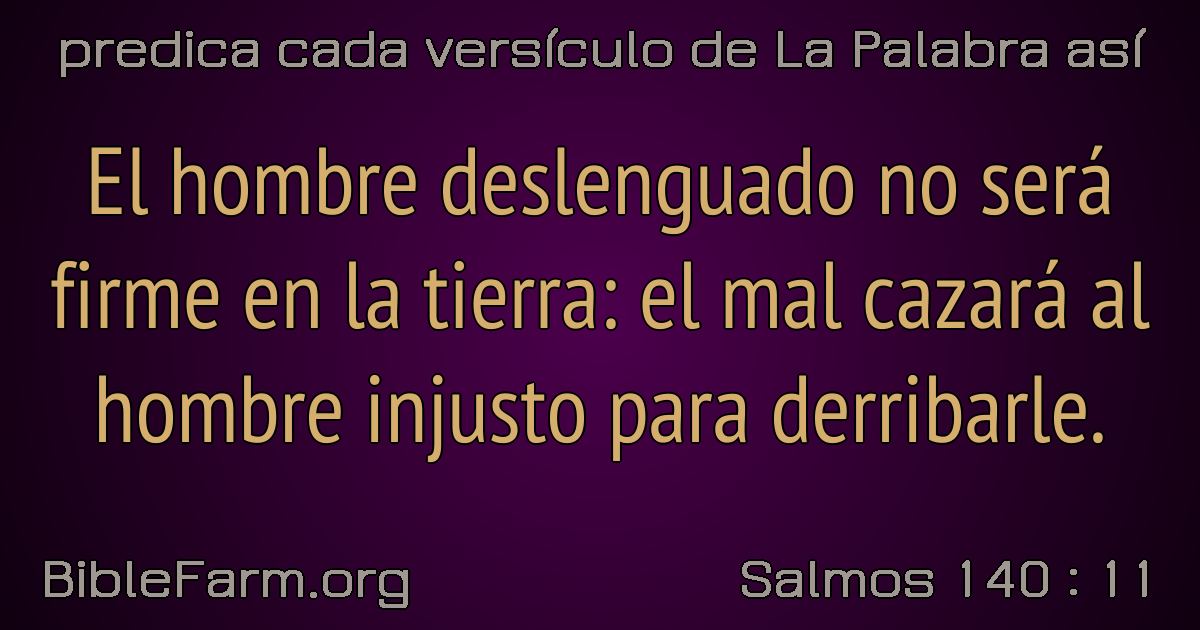 predica cada versículo de La Palabra así
El hombre deslenguado no será
firme en la tierra: el mal cazará al
hombre injusto para derribarle.
BibleFarm.org
Salmos 140 : 11